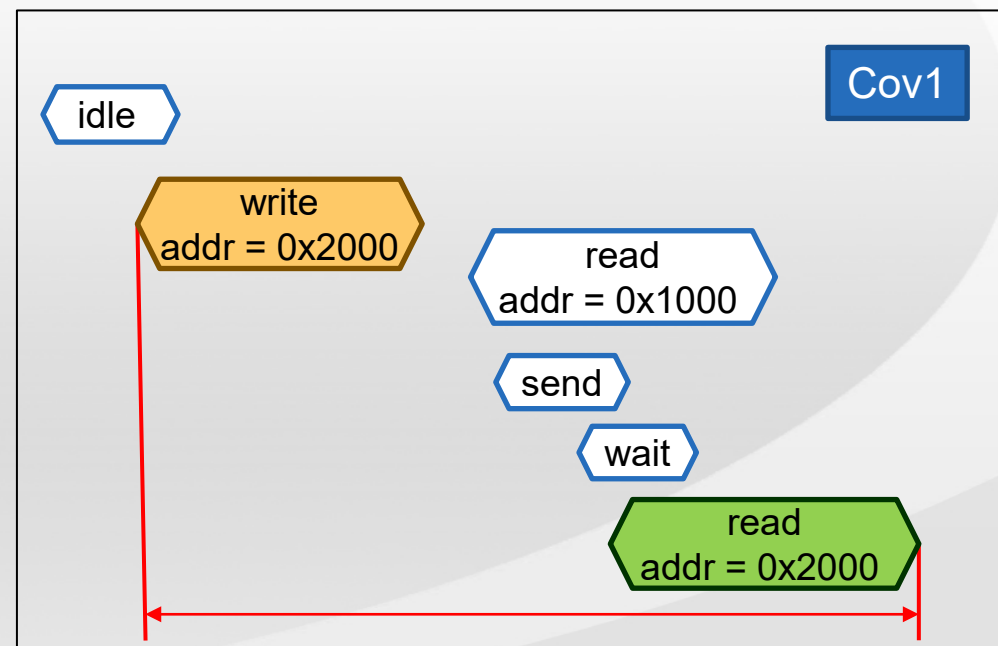 Cov1
idle
write
addr = 0x2000
read
addr = 0x1000
send
wait
read
addr = 0x2000